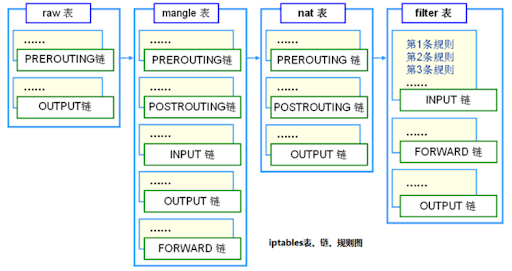 raw 表
……
PREROUTING链
……
OUTPUT链
mangle 表
……
PREROUTING链
……
POSTROUTING链
……
INPUT 链
……
OUTPUT 链
……
FORWARD 链
nat 表
……
PREROUTING 链
……
POSTROUTING 链
……
OUTPUT 链
filter 表
第1条规则
第2条规则
第3条规则
……
INPUT 链
……
FORWARD 链
……
OUTPUT 链
iptables表、链、规则图